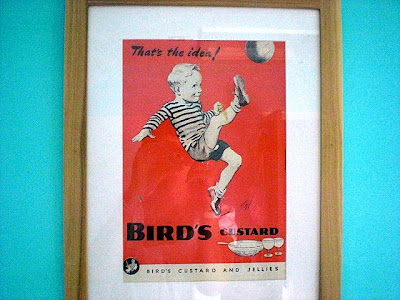 That's the idea!
BIRD'S CUSTARD
BIRD'S CUSTARD AND JELLIES